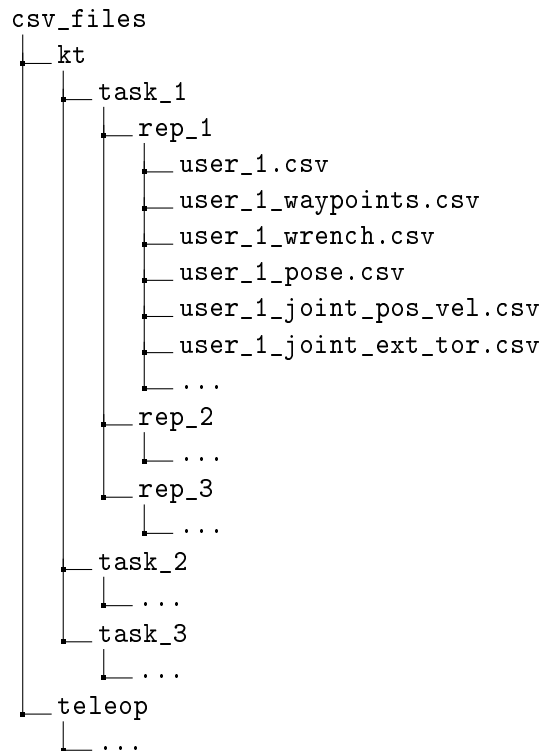 csv_files
kt
task_1
rep_1
user_1.csv
user_1_waypoints.csv
user_1_wrench.csv
user_1_pose.csv
user_1_joint_pos_vel.csv
user_1_joint_ext_tor.csv
...
rep_2
...
rep_3
...
task_2
...
task_3
...
teleop
...